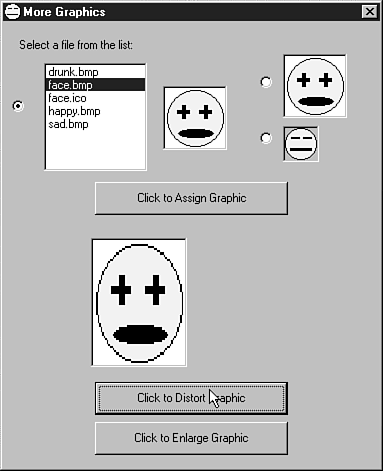 More Graphics
Select a file from the list:
drunk.bmp
face.bmp
face.ico
happy.bmp
sad.bmp
Click to Assign Graphic
Click to Distort Graphic
Click to Enlarge Graphic